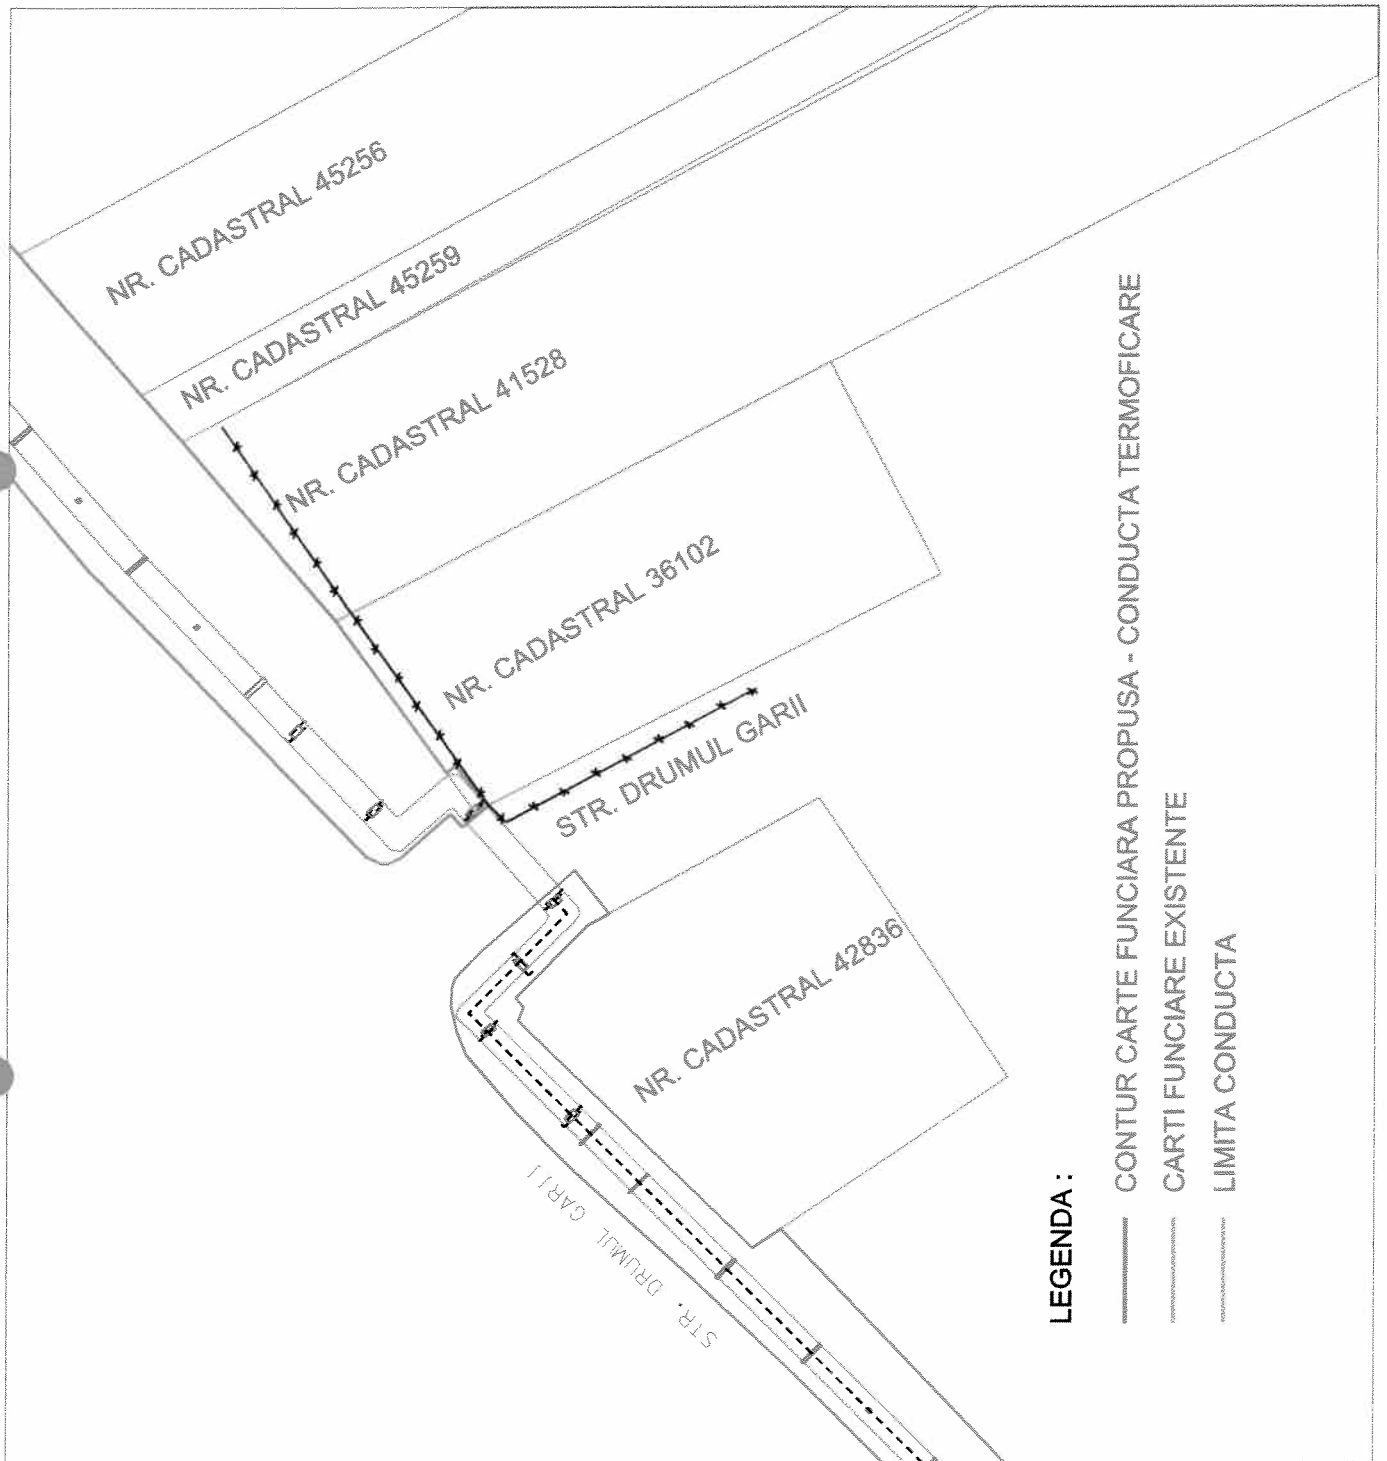 NR. CADASTRAL 45256
NR. CADASTRAL 45259
NR. CADASTRAL 41528
NR. CADASTRAL 36102
STR. DRUMUL GARII
NR. CADASTRAL 42836
STR. DRUMUL GARII
LEGENDA :
CONTUR CARTE FUNCIARA PROPUSA - CONDUCTA TERMOFICARE
CARTI FUNCIARE EXISTENTE
LIMITA CONDUCTA